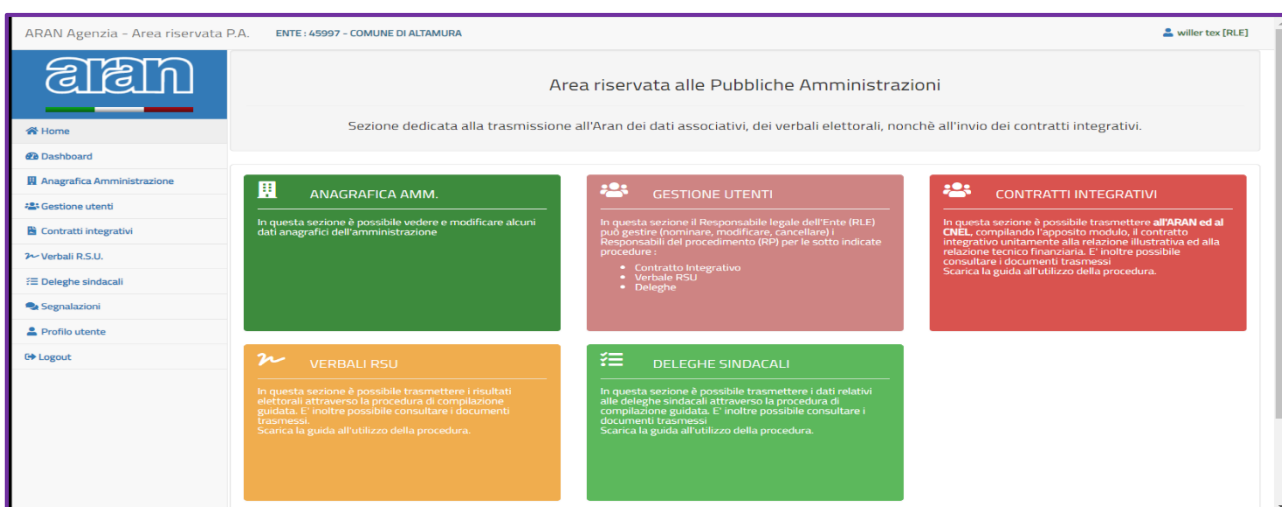 ARAN Agenzia - Area riservata P.A.
ENTE : 45997 - COMUNE DI ALTAMURA
willer tex [RLE]
aran
Home
Dashboard
Anagrafica Amministrazione
Gestione utenti
Contratti integrativi
Verbali R.S.U.
Deleghe sindacali
Segnalazioni
Profilo utente
Logout
Area riservata alle Pubbliche Amministrazioni
Sezione dedicata alla trasmissione all'Aran dei dati associativi, dei verbali elettorali, nonchè all'invio dei contratti integrativi.
ANAGRAFICA AMM.
In questa sezione è possibile vedere e modificare alcuni
dati anagrafici dell'amministrazione
GESTIONE UTENTI
In questa sezione il Responsabile legale dell'Ente (RLE)
può gestire (nominare, modificare, cancellare) i
Responsabili del procedimento (RP) per le sotto indicate
procedure :
• Contratto Integrativo
• Verbale RSU
• Deleghe
CONTRATTI INTEGRATIVI
In questa sezione è possibile trasmettere all'ARAN ed al
CNEL, compilando l'apposito modulo, il contratto
integrativo unitamente alla relazione illustrativa ed alla
relazione tecnico finanziaria. E' inoltre possibile
consultare i documenti trasmessi
Scarica la guida all'utilizzo della procedura.
VERBALI RSU
In questa sezione è possibile trasmettere i risultati
elettorali attraverso la procedura di compilazione
guidata. E' inoltre possibile consultare i documenti
trasmessi.
Scarica la guida all'utilizzo della procedura.
DELEGHE SINDACALI
In questa sezione è possibile trasmettere i dati relativi
alle deleghe sindacali attraverso la procedura di
compilazione guidata. E' inoltre possibile consultare i
documenti trasmessi
Scarica la guida all'utilizzo della procedura.